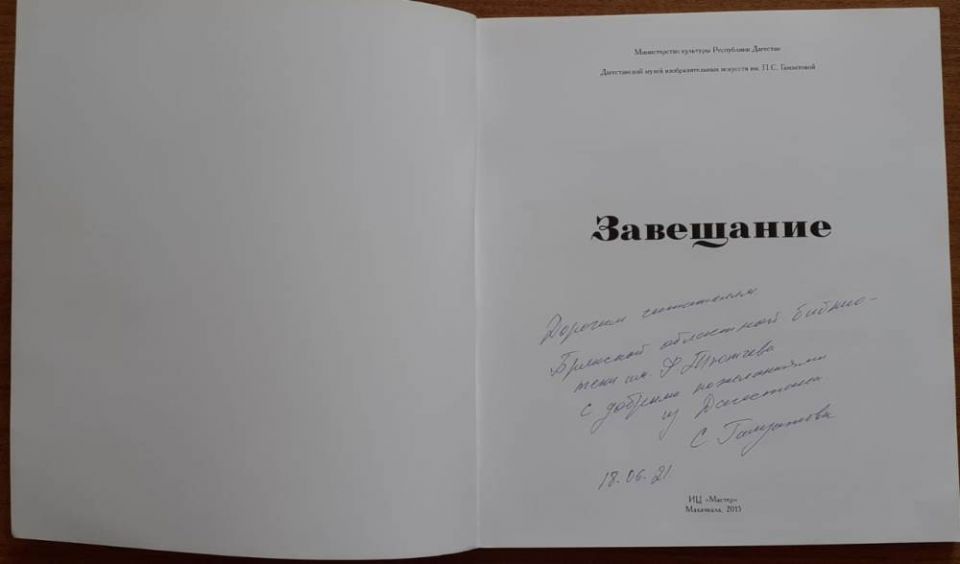 Министерство культуры Республики Дагестан
Дагестанский музей изобразительных искусств им. П.С. Гамзатовой
Завещание
Дорогим читателям
Брянской областной библио-
теки им. Ф Тютчева
с добрыми пожеланиями
из Дагестана
С. Гамзатова
18.06.21.
ИЦ «Мастер»
Махачкала, 2013